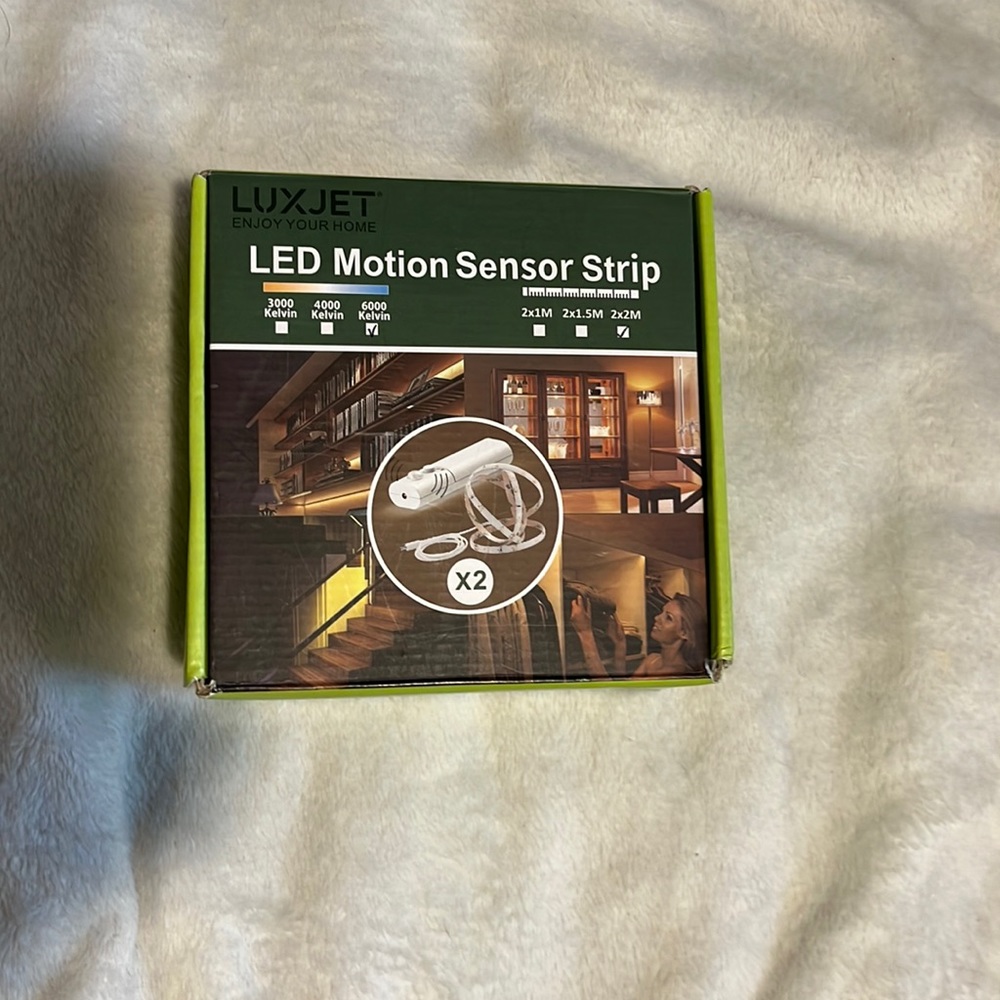 LUXJET®
ENJOY YOUR HOME
LED Motion Sensor Strip
3000 4000 6000
Kelvin Kelvin Kelvin
2x1M 2x1.5M 2x2M
X2